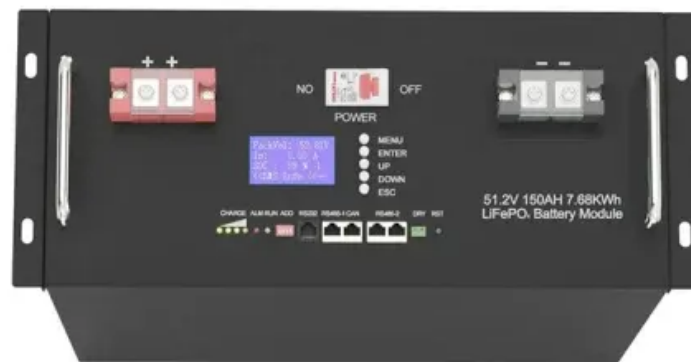 + +
- -
NO
OFF
POWER
MENU
ENTER
UP
DOWN
ESC
51.2V 150AH 7.68KWh
LiFePO₄ Battery Module
CHARGE ALM RUN ADD RS232 RS485-1 CAN RS485-2 DRY RST